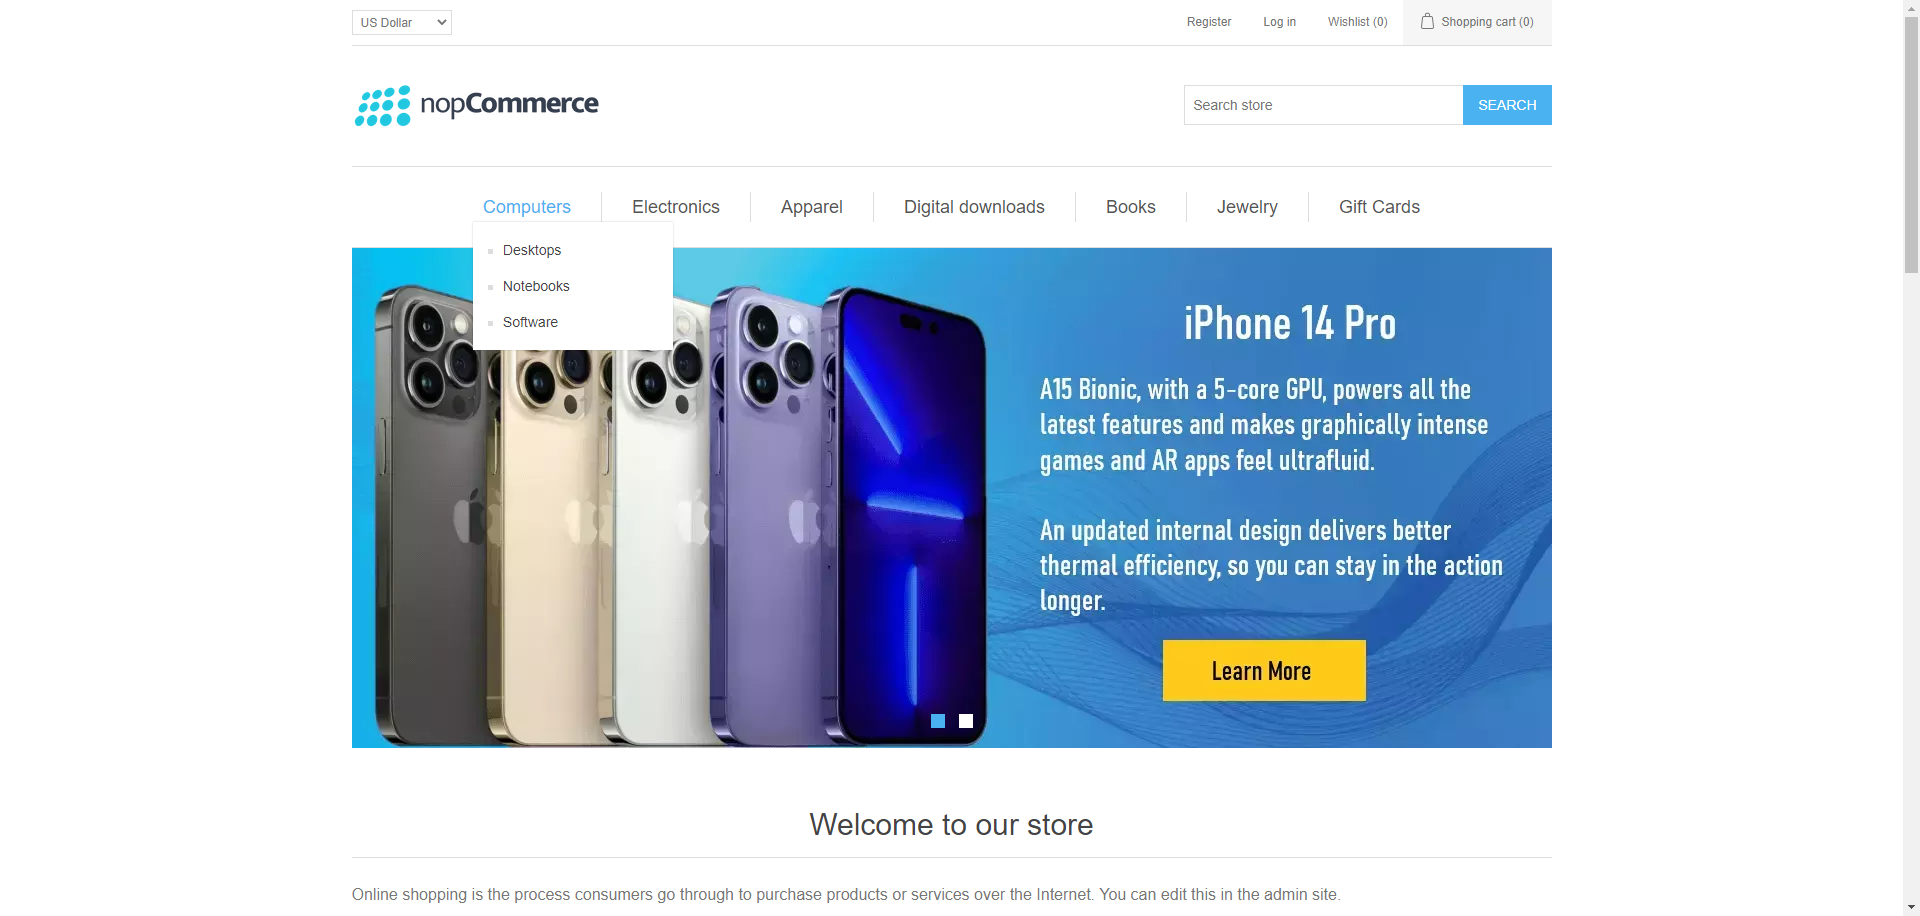 US Dollar
Register
Log in
Wishlist (0)
Shopping cart (0)
nopCommerce
Search store
SEARCH
Computers
Electronics
Apparel
Digital downloads
Books
Jewelry
Gift Cards
Desktops
Notebooks
Software
iPhone 14 Pro
A15 Bionic, with a 5-core GPU, powers all the
latest features and makes graphically intense
games and AR apps feel ultrafluid.
An updated internal design delivers better
thermal efficiency, so you can stay in the action
longer.
Learn More
Welcome to our store
Online shopping is the process consumers go through to purchase products or services over the Internet. You can edit this in the admin site.